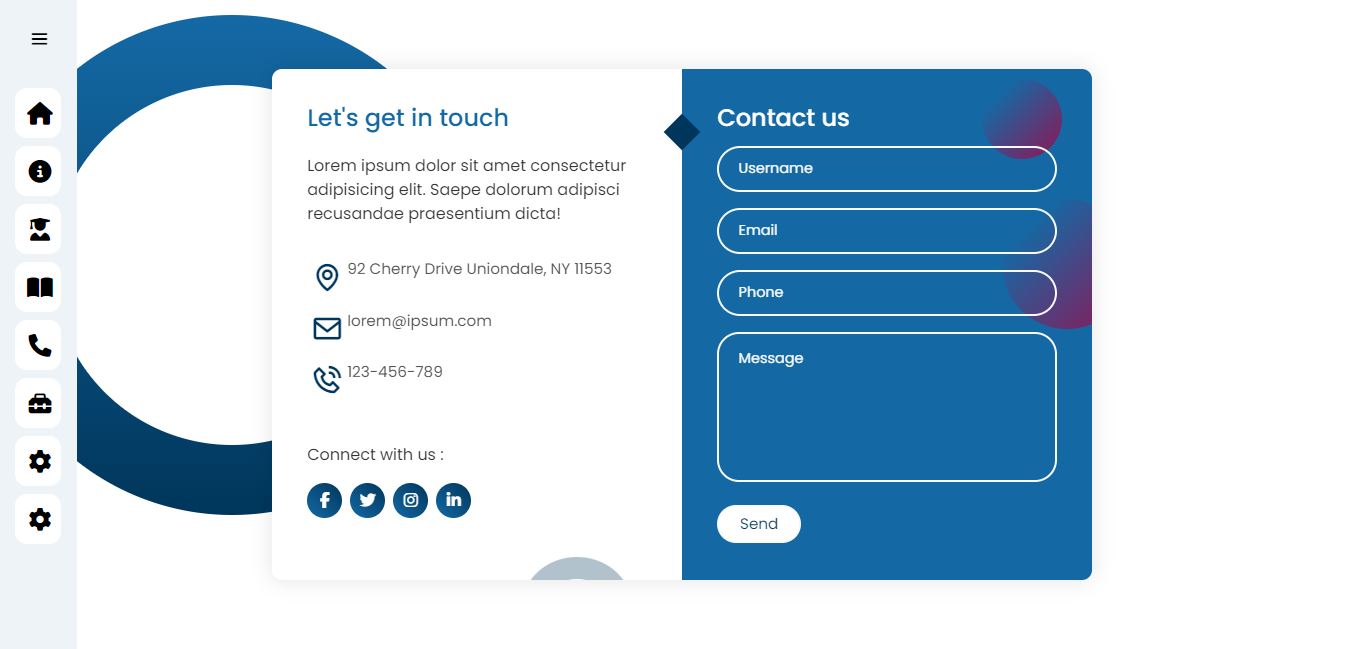 Let's get in touch
Lorem ipsum dolor sit amet consectetur
adipisicing elit. Saepe dolorum adipisci
recusandae praesentium dicta!
92 Cherry Drive Uniondale, NY 11553
lorem@ipsum.com
123-456-789
Connect with us :
Contact us
Username
Email
Phone
Message
Send